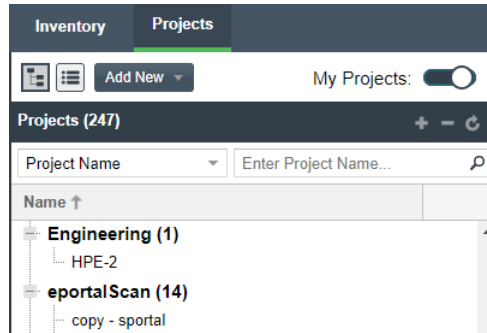 Inventory Projects
Add New My Projects:
Projects (247)
Project Name Enter Project Name...
Name
Engineering (1)
HPE-2
eportalScan (14)
copy - sportal